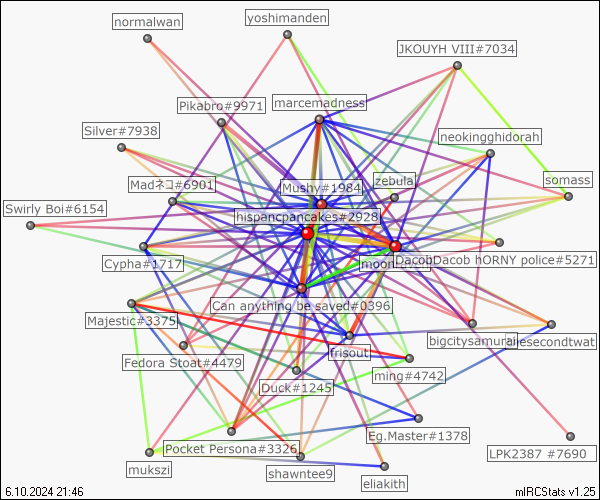 normalwan
yoshimanden
JKOUYH VIII#7034
Pikabro#9971
marcemadness
Silver#7938
neokingghidorah
Madネコ#6901
Mushy#1984
zebula
somass
Swirly Boi#6154
hispancpancakes#2928
Cypha#1717
moon
DacobDacob hORNY police#5271
Can anything be saved#0396
Majestic#3375
bigcitysamurai
thesecondtwat
Fedora Stoat#4479
frisout
ming#4742
Duck#1245
Eg.Master#1378
Pocket Persona#3326
LPK2387 #7690
mukszi
shawntee9
eliakith
6.10.2024 21:46
mIRCStats v1.25